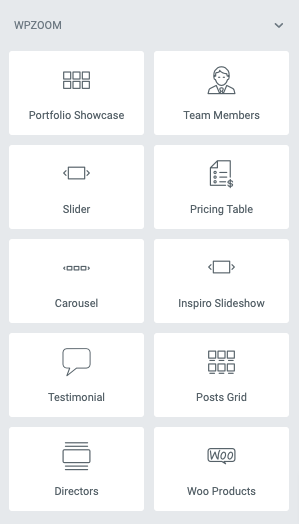 WPZOOM
Portfolio Showcase
Team Members
Slider
$
Pricing Table
Carousel
Inspiro Slideshow
Testimonial
Posts Grid
Woo
Directors
Woo Products